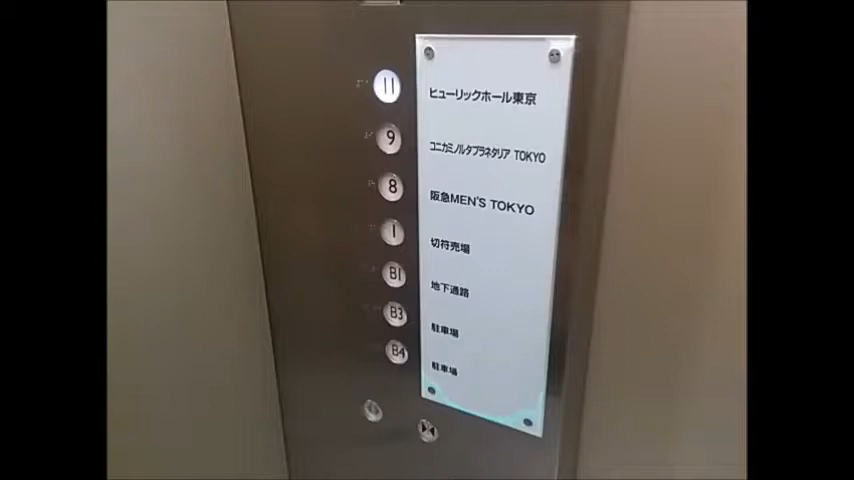 11 ヒューリックホール東京
9 コニカミノルタプラネタリア TOKYO
8 阪急MEN'S TOKYO
1 切符売場
B1 地下通路
B3 駐車場
B4 駐車場